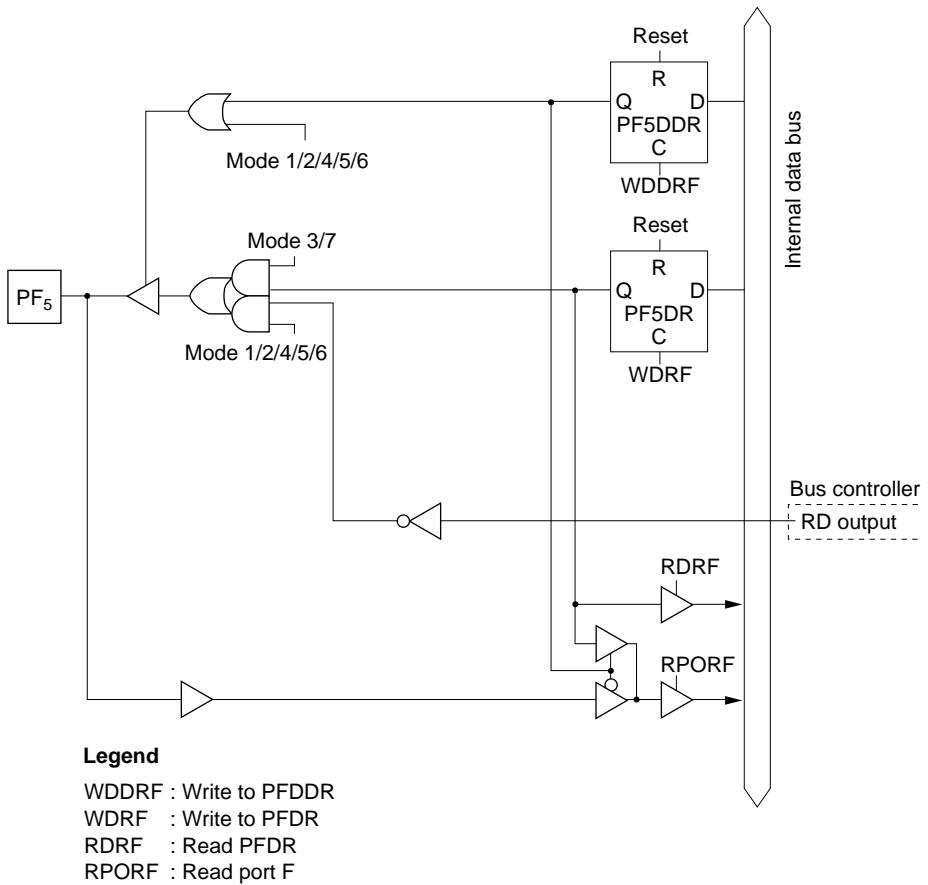 Reset
R
Q D
PF5DDR
C
WDDRF
Mode 1/2/4/5/6
Internal data bus
Reset
Mode 3/7
R
Q D
PF5DR
C
WDRF
PF5
Mode 1/2/4/5/6
Bus controller
RD output
RDRF
RPORF
Legend
WDDRF : Write to PFDDR
WDRF : Write to PFDR
RDRF : Read PFDR
RPORF : Read port F